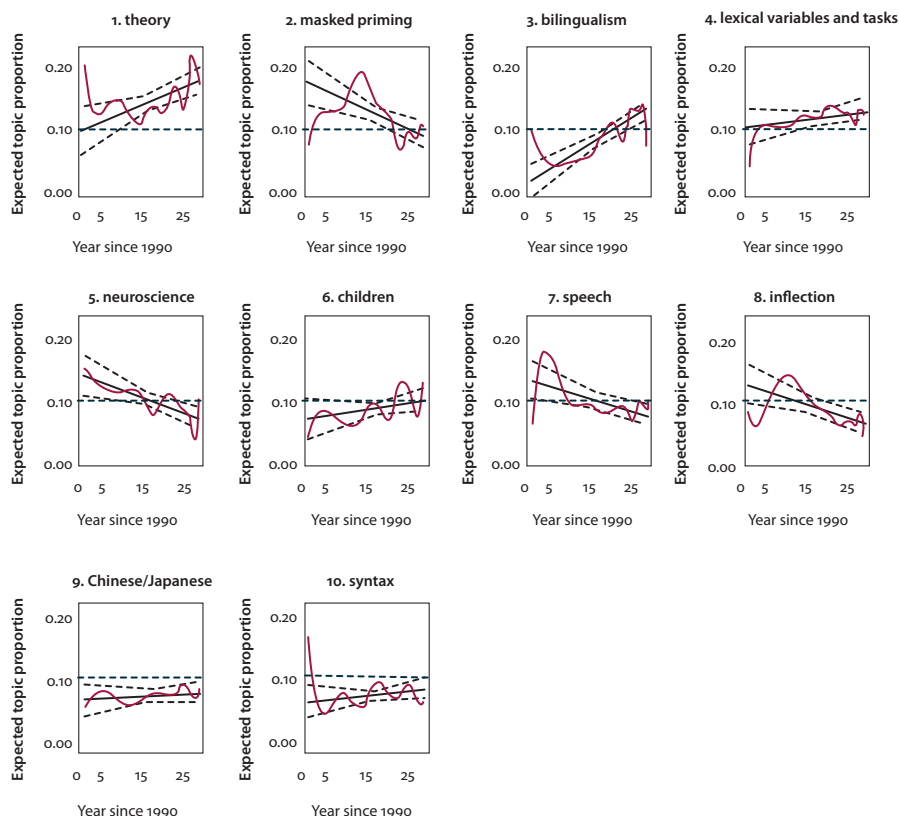 1. theory
Expected topic proportion
0.20
0.10
0.00
0 5 15 25
Year since 1990
2. masked priming
Expected topic proportion
0.20
0.10
0.00
0 5 15 25
Year since 1990
3. bilingualism
Expected topic proportion
0.20
0.10
0.00
0 5 15 25
Year since 1990
4. lexical variables and tasks
Expected topic proportion
0.20
0.10
0.00
0 5 15 25
Year since 1990
5. neuroscience
Expected topic proportion
0.20
0.10
0.00
0 5 15 25
Year since 1990
6. children
Expected topic proportion
0.20
0.10
0.00
0 5 15 25
Year since 1990
7. speech
Expected topic proportion
0.20
0.10
0.00
0 5 15 25
Year since 1990
8. inflection
Expected topic proportion
0.20
0.10
0.00
0 5 15 25
Year since 1990
9. Chinese/Japanese
Expected topic proportion
0.20
0.10
0.00
0 5 15 25
Year since 1990
10. syntax
Expected topic proportion
0.20
0.10
0.00
0 5 15 25
Year since 1990